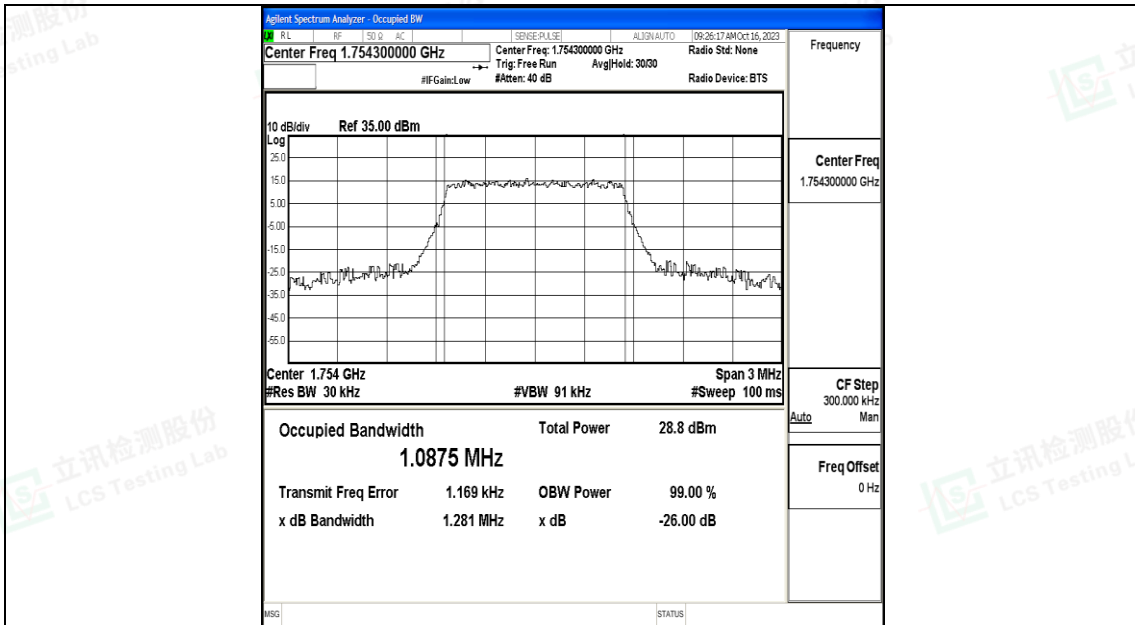 Agilent Spectrum Analyzer - Occupied BW
RL RF 50 Ω AC SENSE:PULSE ALIGN AUTO 09:26:17 AM Oct 16, 2023
Center Freq 1.754300000 GHz
Center Freq: 1.754300000 GHz Radio Std: None
Trig: Free Run Avg|Hold: 30/30
#IFGain:Low #Atten: 40 dB Radio Device: BTS
10 dB/div Ref 35.00 dBm
Log
25.0
15.0
5.00
-5.00
-15.0
-25.0
-35.0
-45.0
-55.0
Center 1.754 GHz Span 3 MHz
#Res BW 30 kHz #VBW 91 kHz #Sweep 100 ms
Occupied Bandwidth Total Power 28.8 dBm
1.0875 MHz
Transmit Freq Error 1.169 kHz OBW Power 99.00 %
x dB Bandwidth 1.281 MHz x dB -26.00 dB
MSG STATUS
Frequency
Center Freq
1.754300000 GHz
CF Step
300.000 kHz
Auto Man
Freq Offset
0 Hz
立讯检测股份
LCS Testing Lab
立讯检测股份
LCS Testing L
测股份
sting Lab